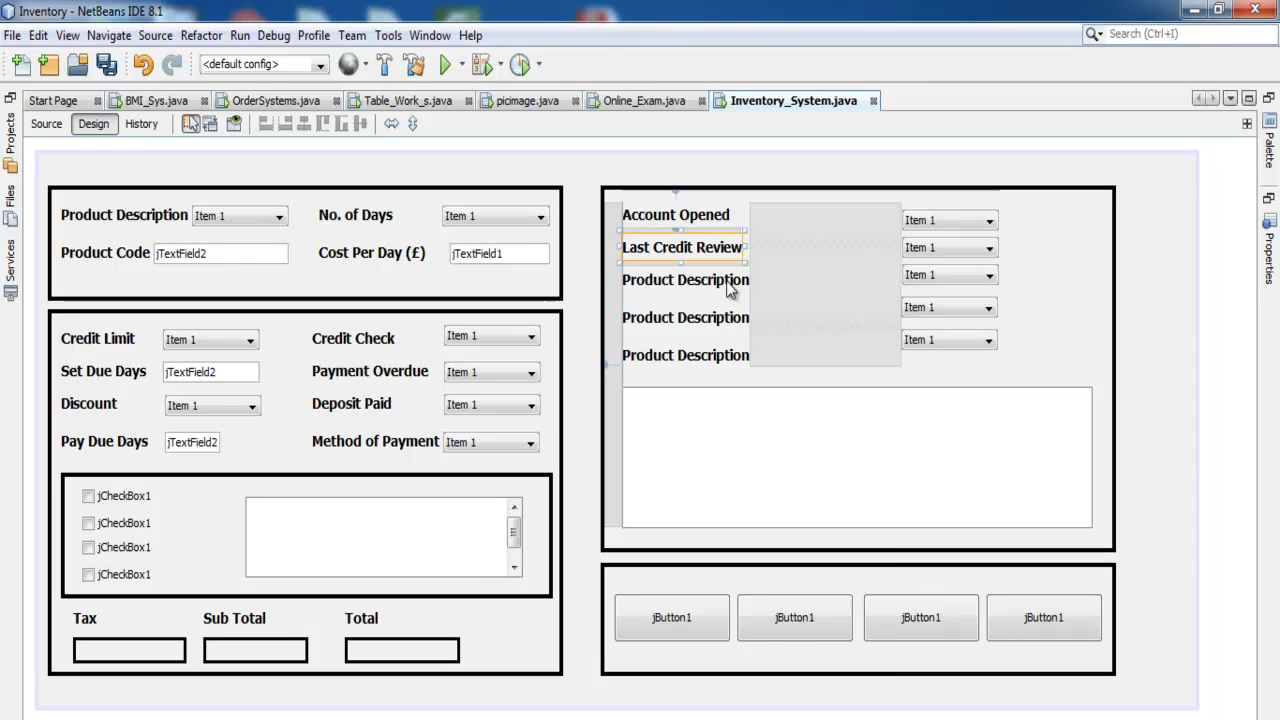 Inventory - NetBeans IDE 8.1
File Edit View Navigate Source Refactor Run Debug Profile Team Tools Window Help
Search (Ctrl+I)
<default config>
Start Page BMI_Sys.java OrderSystems.java Table_Work_s.java picimage.java Online_Exam.java Inventory_System.java
Source Design History
Projects
Files
Services
Palette
Properties
Product Description Item 1 No. of Days Item 1
Product Code jTextField2 Cost Per Day (£) jTextField1
Credit Limit Item 1 Credit Check Item 1
Set Due Days jTextField2 Payment Overdue Item 1
Discount Item 1 Deposit Paid Item 1
Pay Due Days jTextField2 Method of Payment Item 1
jCheckBox1
jCheckBox1
jCheckBox1
jCheckBox1
Tax Sub Total Total
Account Opened Item 1
Last Credit Review Item 1
Product Description Item 1
Product Description Item 1
Product Description Item 1
jButton1 jButton1 jButton1 jButton1